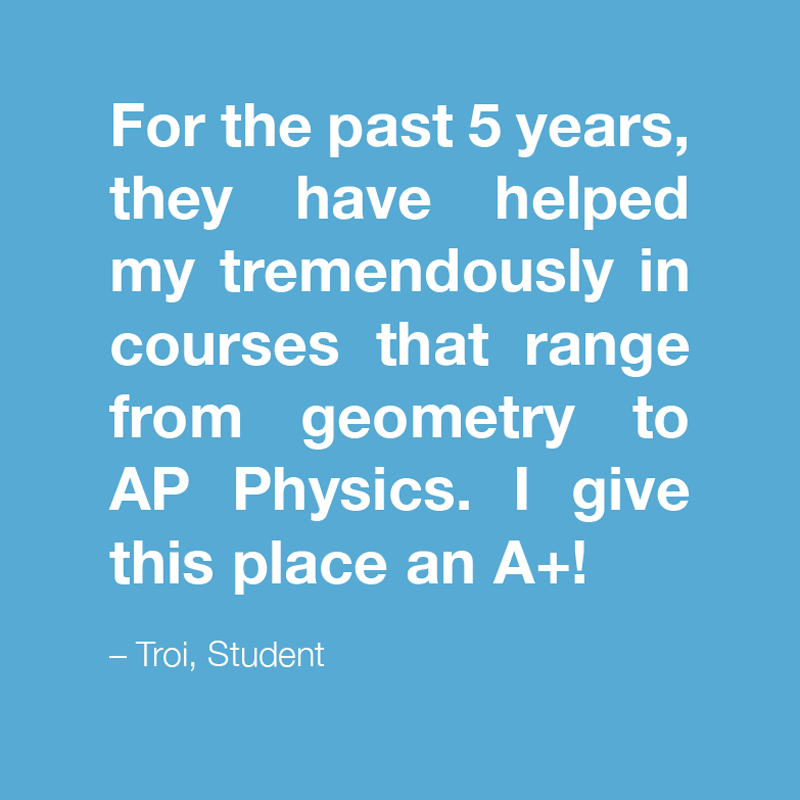 For the past 5 years,
they have helped
my tremendously in
courses that range
from geometry to
AP Physics. I give
this place an A+!
– Troi, Student